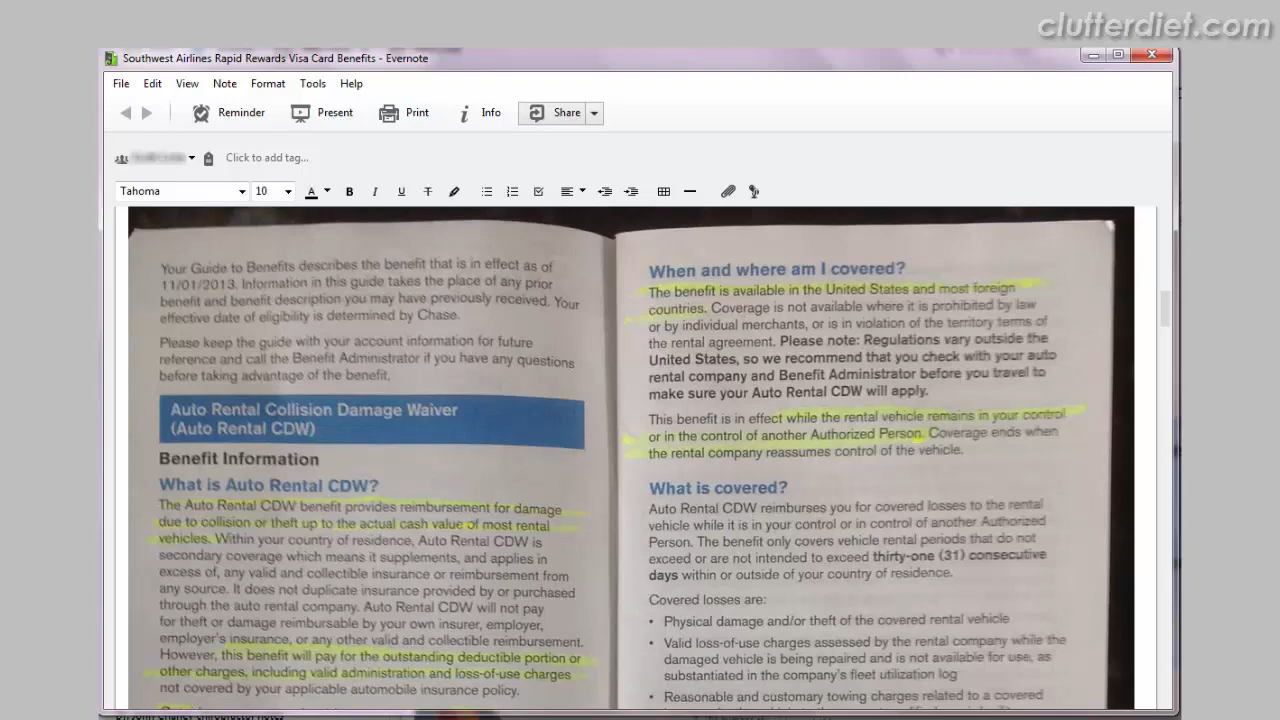 clutterdiet.com
Southwest Airlines Rapid Rewards Visa Card Benefits - Evernote
File Edit View Note Format Tools Help
Reminder Present Print Info Share
Click to add tag...
Tahoma 10 A B I U T
Your Guide to Benefits describes the benefit that is in effect as of
11/01/2013. Information in this guide takes the place of any prior
benefit and benefit description you may have previously received. Your
effective date of eligibility is determined by Chase.
Please keep the guide with your account information for future
reference and call the Benefit Administrator if you have any questions
before taking advantage of the benefit.
Auto Rental Collision Damage Waiver
(Auto Rental CDW)
Benefit Information
What is Auto Rental CDW?
The Auto Rental CDW benefit provides reimbursement for damage
due to collision or theft up to the actual cash value of most rental
vehicles. Within your country of residence, Auto Rental CDW is
secondary coverage which means it supplements, and applies in
excess of, any valid and collectible insurance or reimbursement from
any source. It does not duplicate insurance provided by or purchased
through the auto rental company. Auto Rental CDW will not pay
for theft or damage reimbursable by your own insurer, employer,
employer's insurance, or any other valid and collectible reimbursement.
However, this benefit will pay for the outstanding deductible portion or
other charges, including valid administration and loss-of-use charges
not covered by your applicable automobile insurance policy.
When and where am I covered?
The benefit is available in the United States and most foreign
countries. Coverage is not available where it is prohibited by law
or by individual merchants, or is in violation of the territory terms of
the rental agreement. Please note: Regulations vary outside the
United States, so we recommend that you check with your auto
rental company and Benefit Administrator before you travel to
make sure your Auto Rental CDW will apply.
This benefit is in effect while the rental vehicle remains in your control
or in the control of another Authorized Person. Coverage ends when
the rental company reassumes control of the vehicle.
What is covered?
Auto Rental CDW reimburses you for covered losses to the rental
vehicle while it is in your control or in control of another Authorized
Person. The benefit only covers vehicle rental periods that do not
exceed or are not intended to exceed thirty-one (31) consecutive
days within or outside of your country of residence.
Covered losses are:
• Physical damage and/or theft of the covered rental vehicle
• Valid loss-of-use charges assessed by the rental company while the
damaged vehicle is being repaired and is not available for use, as
substantiated in the company's fleet utilization log
• Reasonable and customary towing charges related to a covered